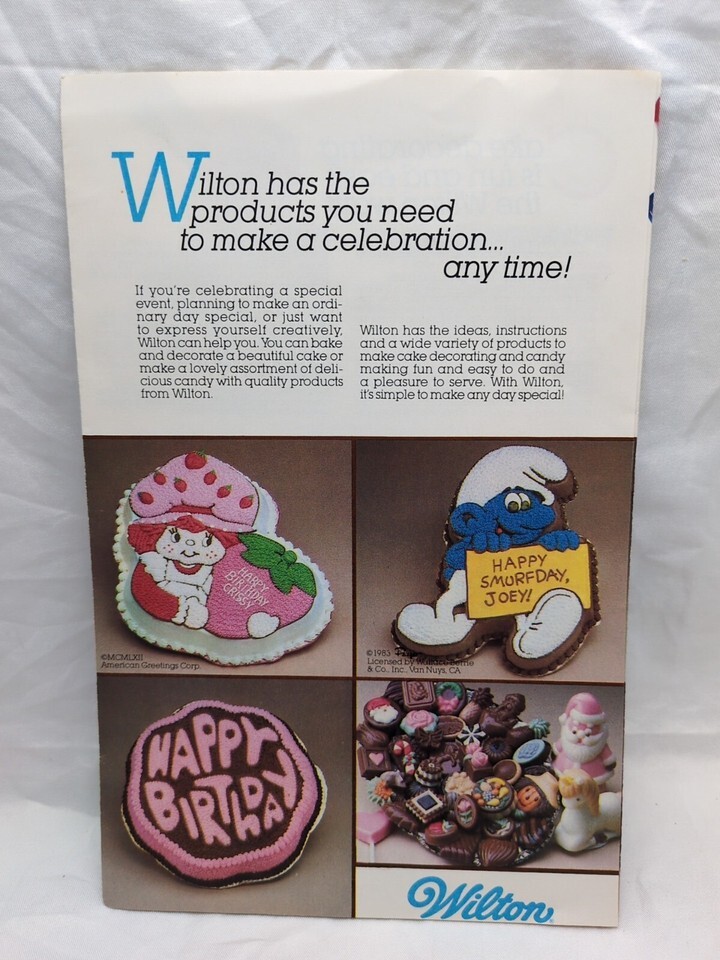 Wilton has the
products you need
to make a celebration...
any time!
If you're celebrating a special
event, planning to make an ordi-
nary day special, or just want
to express yourself creatively,
Wilton can help you. You can bake
and decorate a beautiful cake or
make a lovely assortment of deli-
cious candy with quality products
from Wilton.
Wilton has the ideas, instructions
and a wide variety of products to
make cake decorating and candy
making fun and easy to do and
a pleasure to serve. With Wilton,
it's simple to make any day special!
HAPPY
BIRTHDAY
CRISSY
©MCMLXII
American Greetings Corp.
HAPPY
SMURFDAY,
JOEY!
©1983
Licensed by Wallace Berrie
& Co., Inc., Van Nuys, CA
HAPPY
BIRTHDAY
Wilton